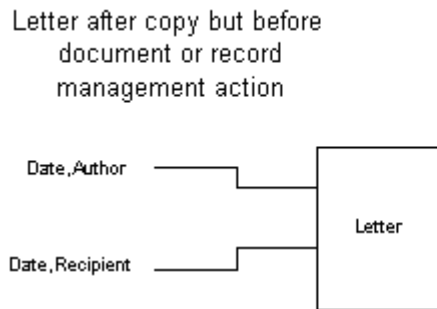 Letter after copy but before
document or record
management action
Date,Author
Letter
Date,Recipient